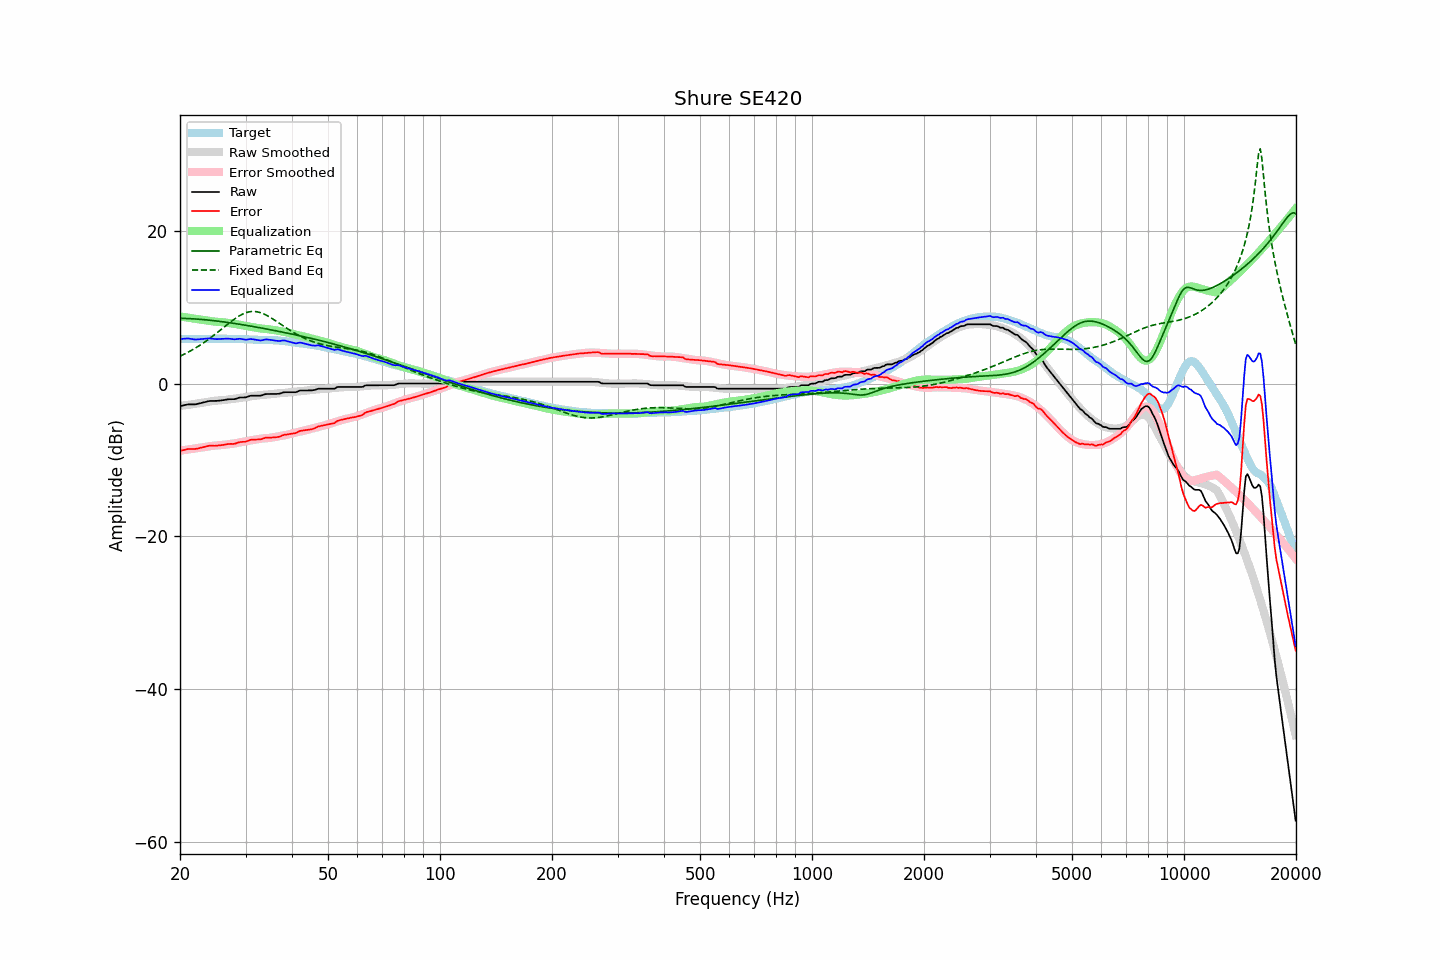 Shure SE420
Target
Raw Smoothed
Error Smoothed
Raw
Error
Equalization
Parametric Eq
Fixed Band Eq
Equalized
20
0
−20
−40
−60
Amplitude (dBr)
20
50
100
200
500
1000
2000
5000
10000
20000
Frequency (Hz)